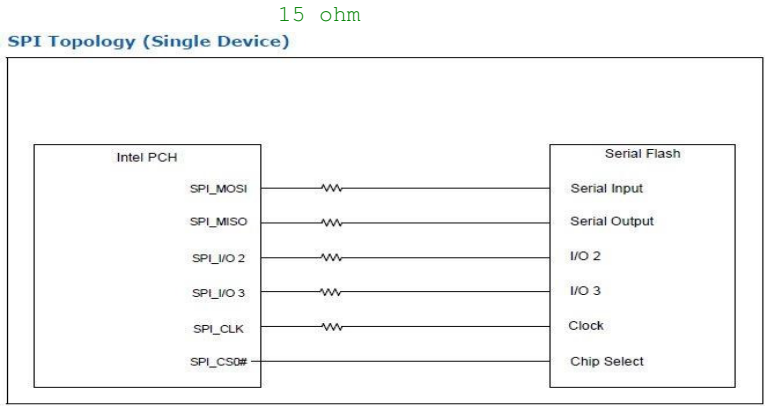 15 ohm
SPI Topology (Single Device)
Intel PCH
Serial Flash
SPI_MOSI
Serial Input
SPI_MISO
Serial Output
SPI_I/O 2
I/O 2
SPI_I/O 3
I/O 3
SPI_CLK
Clock
SPI_CS0#
Chip Select